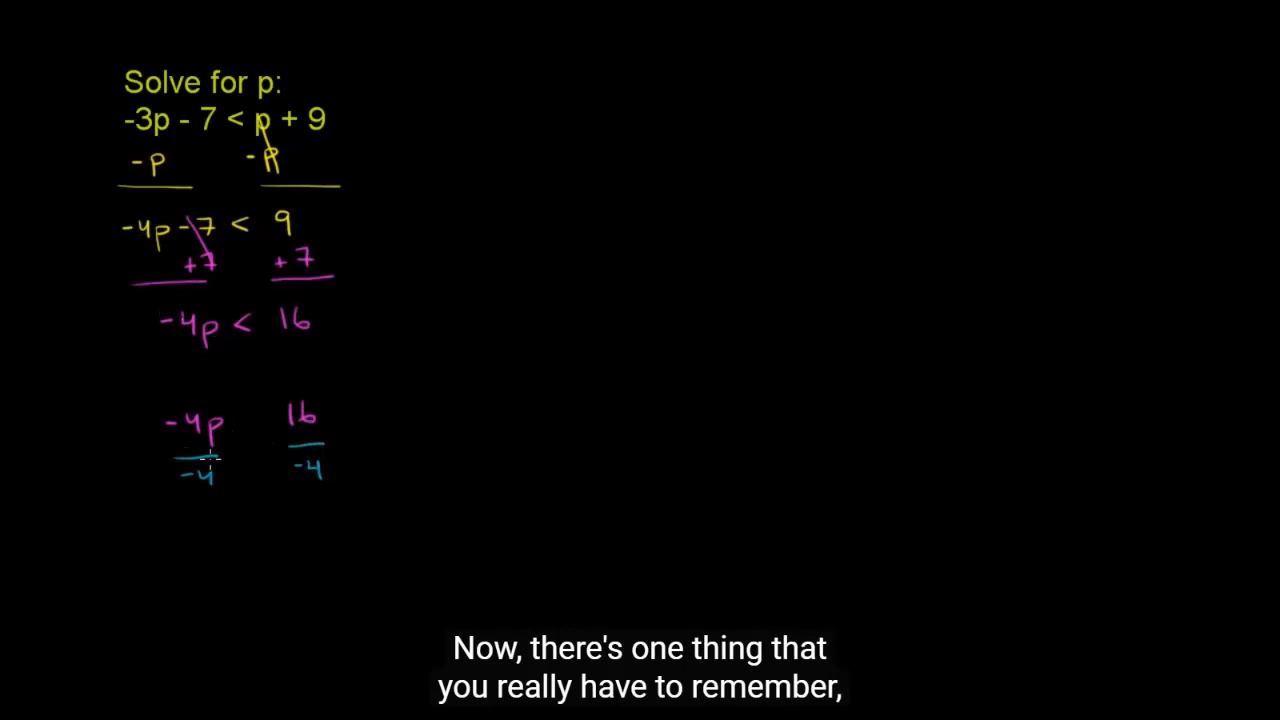 Solve for p:
-3p - 7 < p + 9
-p -p
-4p - 7 < 9
+7 +7
-4p < 16
-4p 16
-4 -4
Now, there's one thing that
you really have to remember,